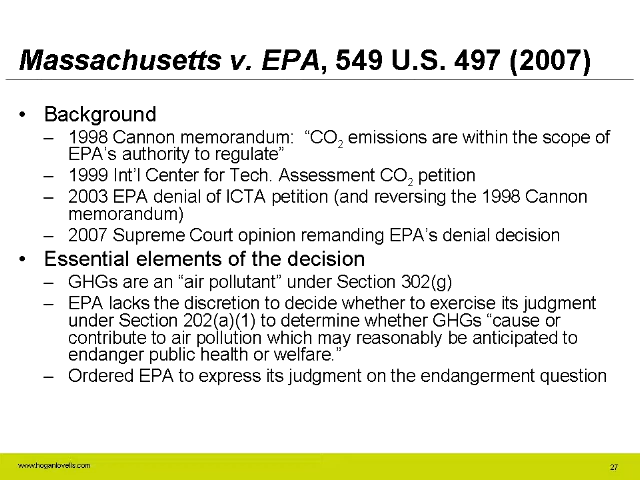 Massachusetts v. EPA, 549 U.S. 497 (2007)
• Background
– 1998 Cannon memorandum: “CO2 emissions are within the scope of
EPA’s authority to regulate”
– 1999 Int’l Center for Tech. Assessment CO2 petition
– 2003 EPA denial of ICTA petition (and reversing the 1998 Cannon
memorandum)
– 2007 Supreme Court opinion remanding EPA’s denial decision
• Essential elements of the decision
– GHGs are an “air pollutant” under Section 302(g)
– EPA lacks the discretion to decide whether to exercise its judgment
under Section 202(a)(1) to determine whether GHGs “cause or
contribute to air pollution which may reasonably be anticipated to
endanger public health or welfare.”
– Ordered EPA to express its judgment on the endangerment question
www.hoganlovells.com
27